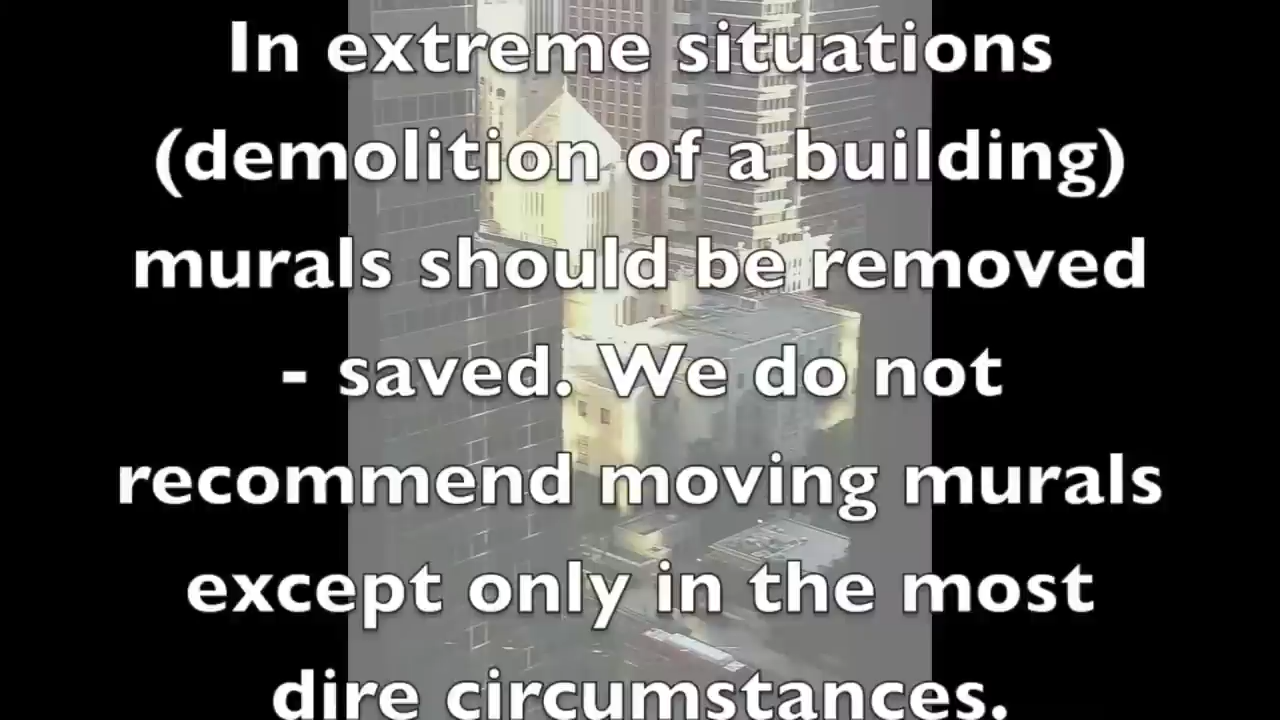 In extreme situations
(demolition of a building)
murals should be removed
- saved. We do not
recommend moving murals
except only in the most
dire circumstances.